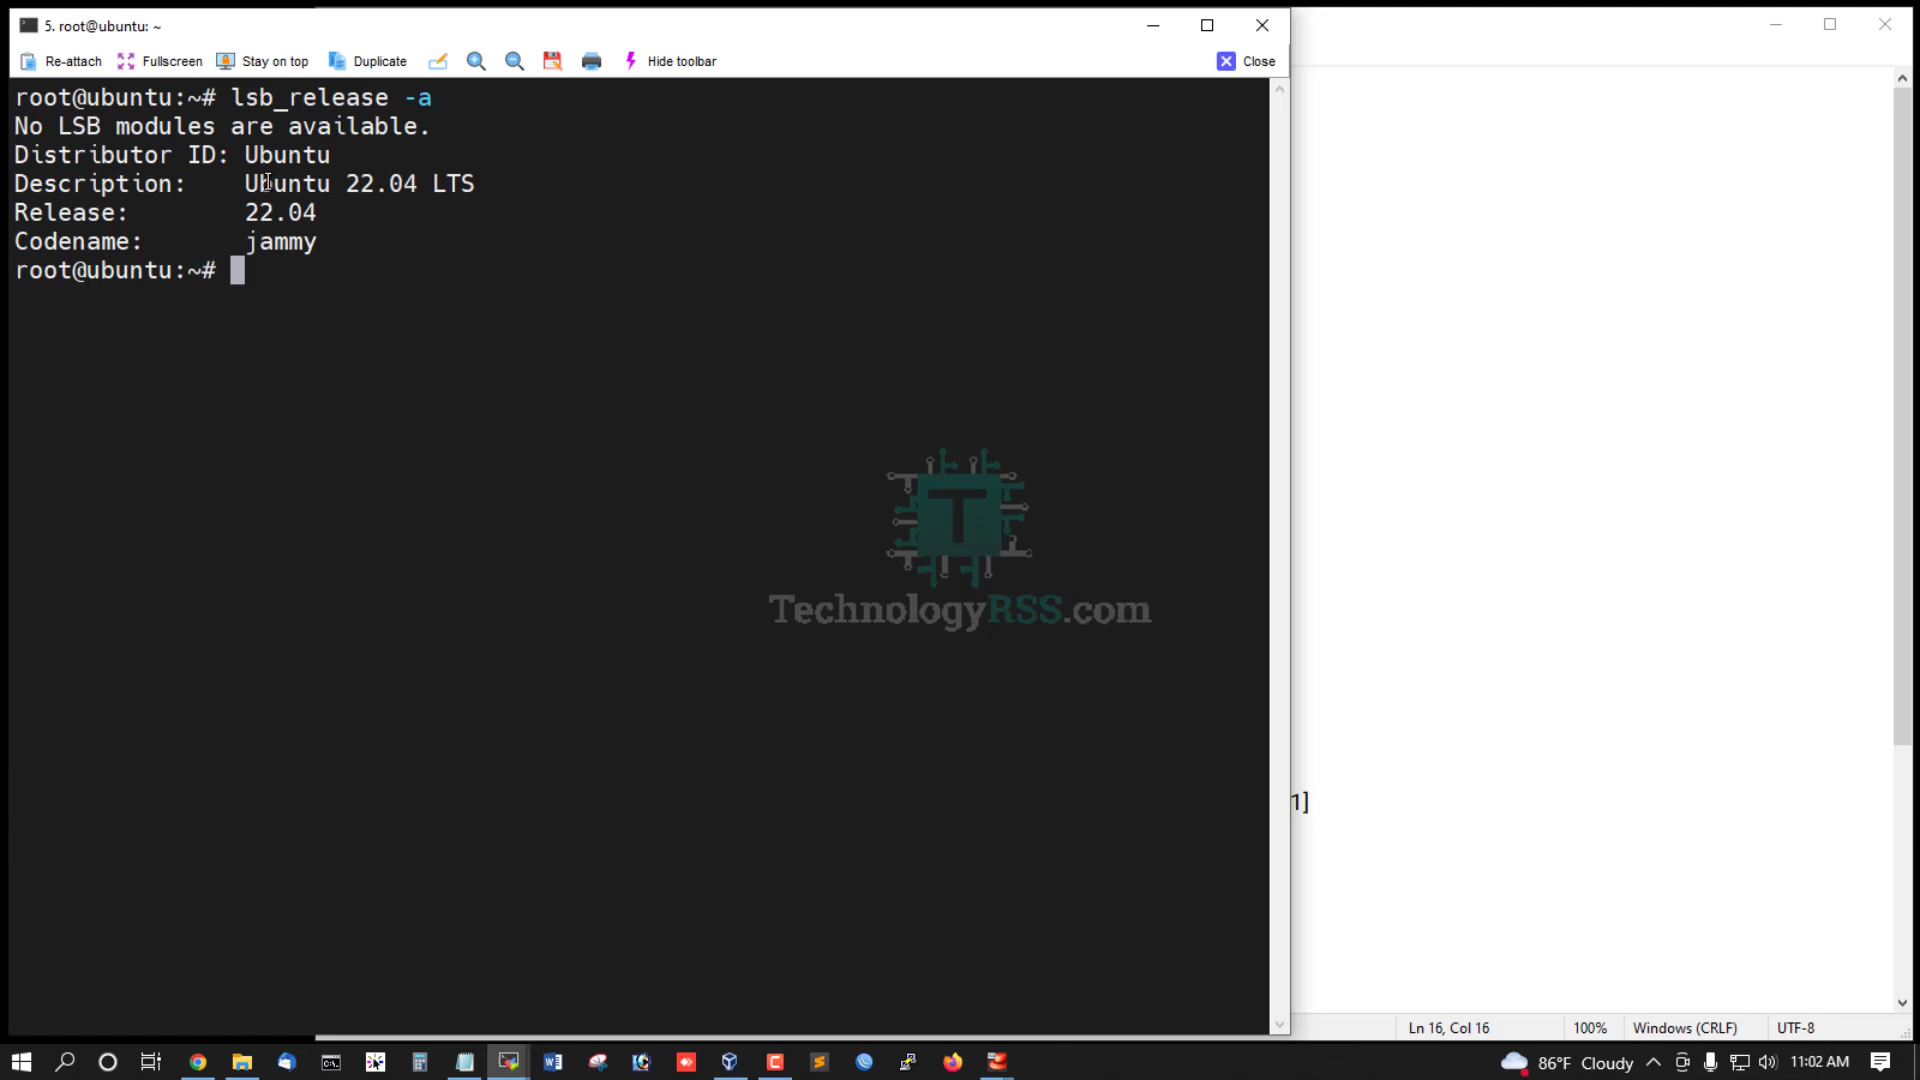 5. root@ubuntu: ~
Re-attach Fullscreen Stay on top Duplicate Hide toolbar Close
root@ubuntu:~# lsb_release -a
No LSB modules are available.
Distributor ID: Ubuntu
Description: Ubuntu 22.04 LTS
Release: 22.04
Codename: jammy
root@ubuntu:~#
T
TechnologyRSS.com
1]
Ln 16, Col 16 100% Windows (CRLF) UTF-8
86°F Cloudy 11:02 AM